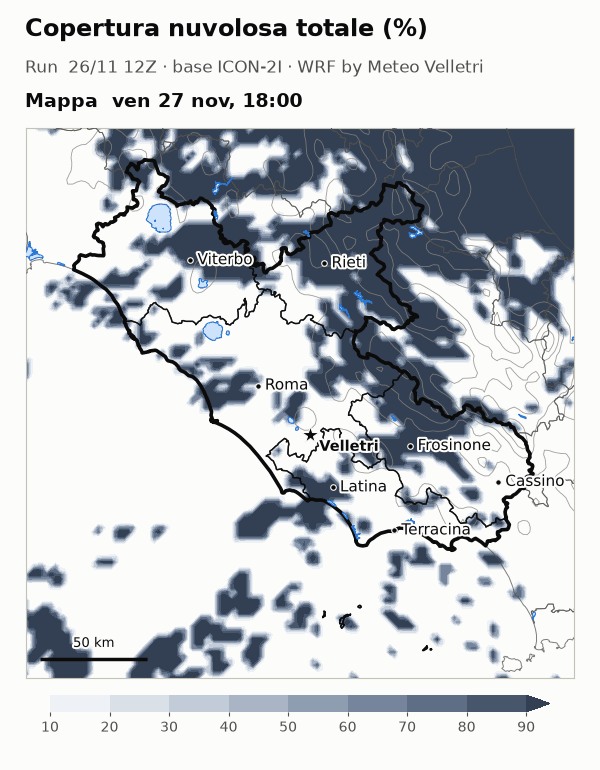 Copertura nuvolosa totale (%)
Run  26/11 12Z · base ICON-2I · WRF by Meteo Velletri
Mappa  ven 27 nov, 18:00
Viterbo
Rieti
Roma
Velletri
Frosinone
Latina
Cassino
Terracina
50 km
10 20 30 40 50 60 70 80 90